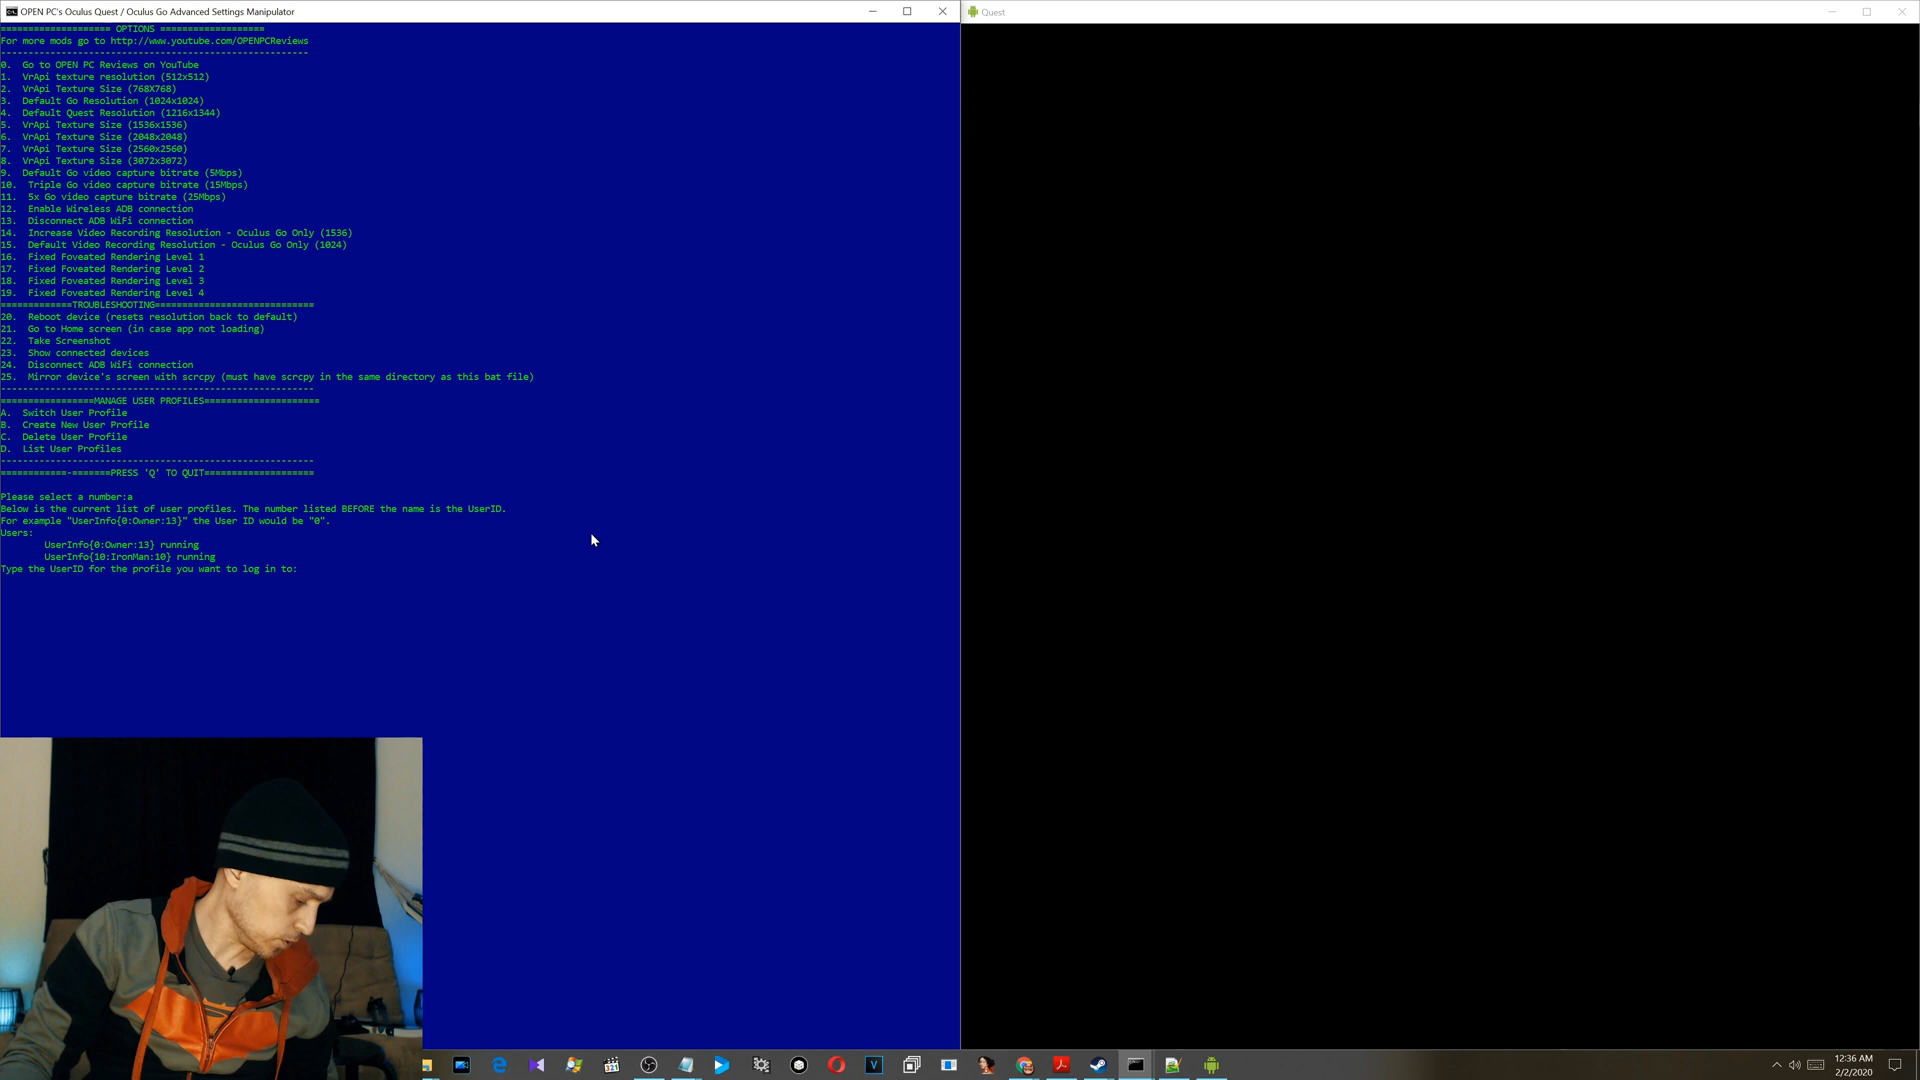 OPEN PC's Oculus Quest / Oculus Go Advanced Settings Manipulator
==================== OPTIONS ===================
For more mods go to http://www.youtube.com/OPENPCReviews
--------------------------------------------------------
0.  Go to OPEN PC Reviews on YouTube
1.  VrApi texture resolution (512x512)
2.  VrApi Texture Size (768X768)
3.  Default Go Resolution (1024x1024)
4.  Default Quest Resolution (1216x1344)
5.  VrApi Texture Size (1536x1536)
6.  VrApi Texture Size (2048x2048)
7.  VrApi Texture Size (2560x2560)
8.  VrApi Texture Size (3072x3072)
9.  Default Go video capture bitrate (5Mbps)
10.  Triple Go video capture bitrate (15Mbps)
11.  5x Go video capture bitrate (25Mbps)
12.  Enable Wireless ADB connection
13.  Disconnect ADB WiFi connection
14.  Increase Video Recording Resolution - Oculus Go Only (1536)
15.  Default Video Recording Resolution - Oculus Go Only (1024)
16.  Fixed Foveated Rendering Level 1
17.  Fixed Foveated Rendering Level 2
18.  Fixed Foveated Rendering Level 3
19.  Fixed Foveated Rendering Level 4
=============TROUBLESHOOTING=============================
20.  Reboot device (resets resolution back to default)
21.  Go to Home screen (in case app not loading)
22.  Take Screenshot
23.  Show connected devices
24.  Disconnect ADB WiFi connection
25.  Mirror device's screen with scrcpy (must have scrcpy in the same directory as this bat file)
---------------------------------------------------------
=================MANAGE USER PROFILES=====================
A.  Switch User Profile
B.  Create New User Profile
C.  Delete User Profile
D.  List User Profiles
---------------------------------------------------------
============-=======PRESS 'Q' TO QUIT====================
Please select a number:a
Below is the current list of user profiles. The number listed BEFORE the name is the UserID.
For example "UserInfo{0:Owner:13}" the User ID would be "0".
Users:
UserInfo{0:Owner:13} running
UserInfo{10:IronMan:10} running
Type the UserID for the profile you want to log in to:
Quest
12:36 AM
2/2/2020